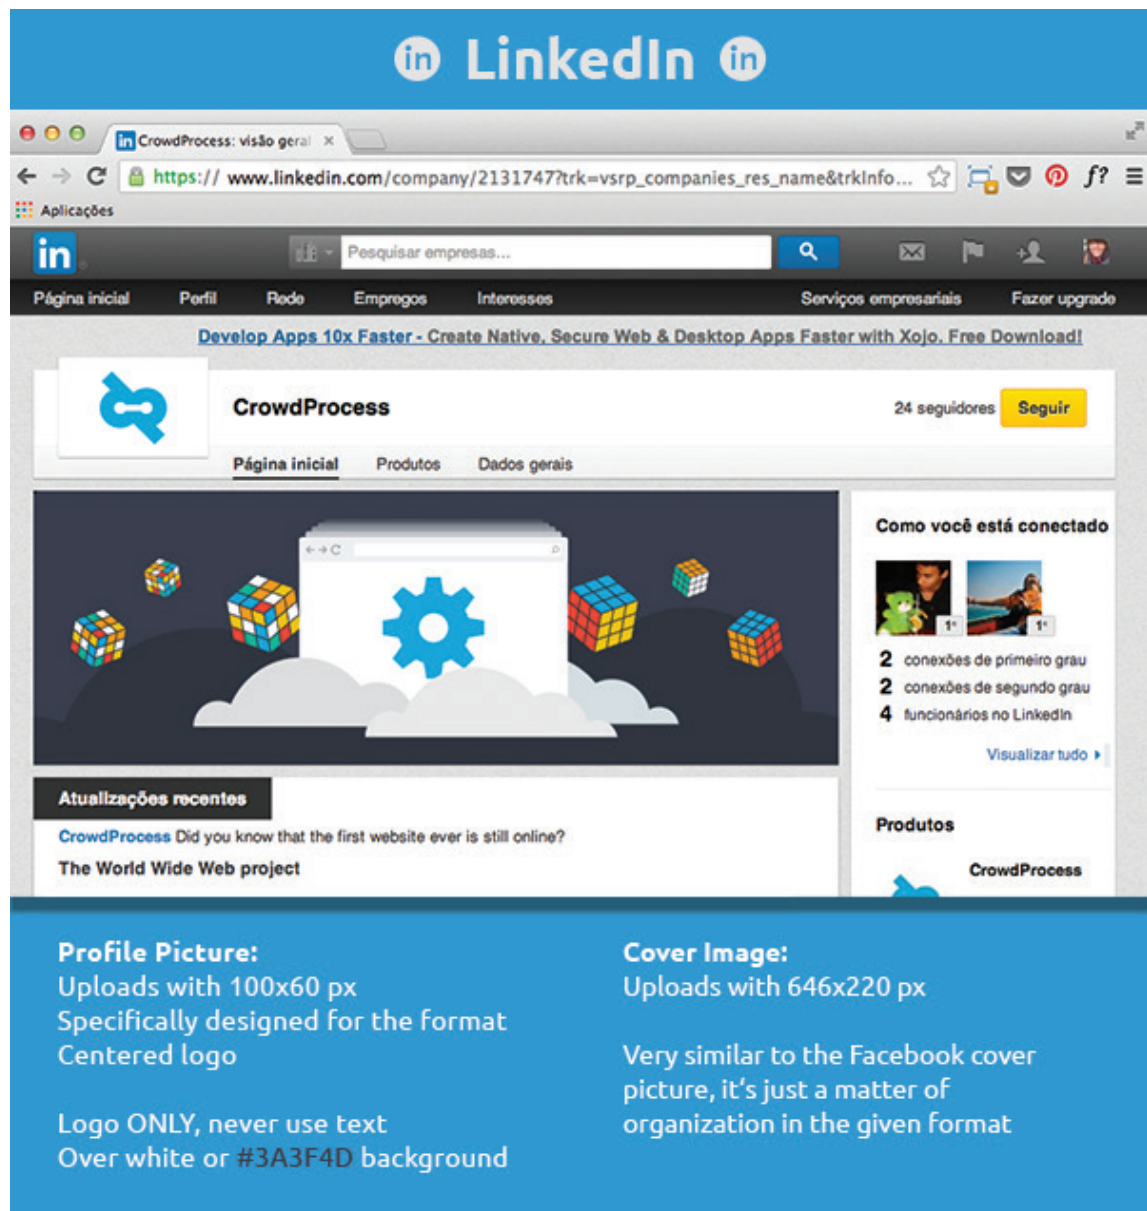 in LinkedIn in
in CrowdProcess: visão geral ×
https:// www.linkedin.com/company/2131747?trk=vsrp_companies_res_name&trkInfo... f?
Aplicações
in Pesquisar empresas...
Página inicial Perfil Rede Empregos Interesses Serviços empresariais Fazer upgrade
Develop Apps 10x Faster - Create Native, Secure Web & Desktop Apps Faster with Xojo. Free Download!
CrowdProcess 24 seguidores Seguir
Página inicial Produtos Dados gerais
Como você está conectado
1º 1º
2 conexões de primeiro grau
2 conexões de segundo grau
4 funcionários no LinkedIn
Visualizar tudo
Atualizações recentes
CrowdProcess Did you know that the first website ever is still online?
The World Wide Web project
Produtos
CrowdProcess
Profile Picture:
Uploads with 100x60 px
Specifically designed for the format
Centered logo
Logo ONLY, never use text
Over white or #3A3F4D background
Cover Image:
Uploads with 646x220 px
Very similar to the Facebook cover
picture, it's just a matter of
organization in the given format